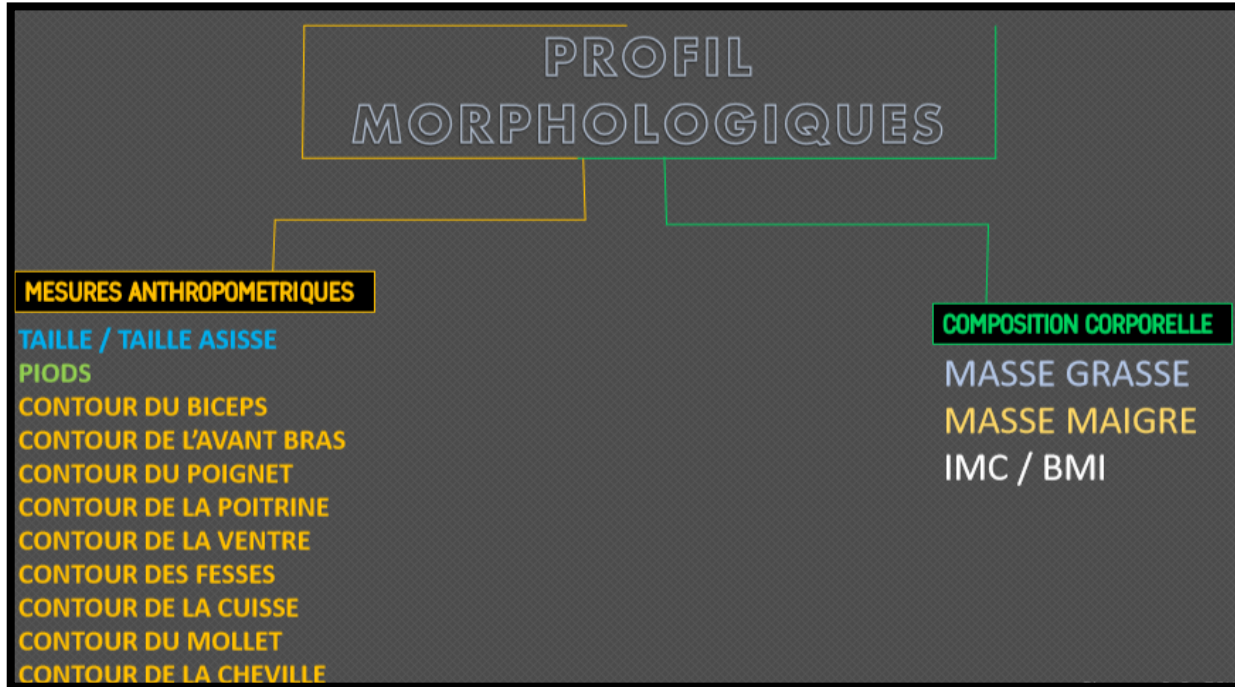 PROFIL
MORPHOLOGIQUES
MESURES ANTHROPOMETRIQUES
TAILLE / TAILLE ASISSE
PIODS
CONTOUR DU BICEPS
CONTOUR DE L'AVANT BRAS
CONTOUR DU POIGNET
CONTOUR DE LA POITRINE
CONTOUR DE LA VENTRE
CONTOUR DES FESSES
CONTOUR DE LA CUISSE
CONTOUR DU MOLLET
CONTOUR DE LA CHEVILLE
COMPOSITION CORPORELLE
MASSE GRASSE
MASSE MAIGRE
IMC / BMI